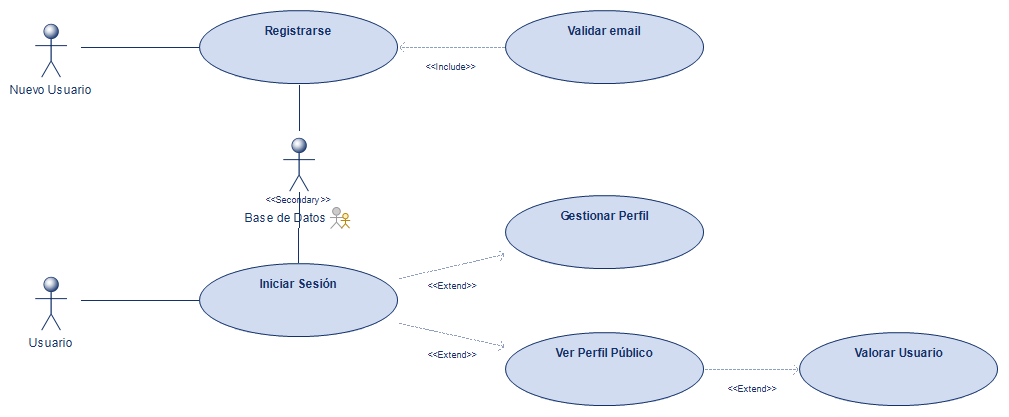 Registrarse
Validar email
<<Include>>
Nuevo Usuario
<<Secondary>>
Base de Datos
Gestionar Perfil
Iniciar Sesión
<<Extend>>
Usuario
<<Extend>>
Ver Perfil Público
Valorar Usuario
<<Extend>>